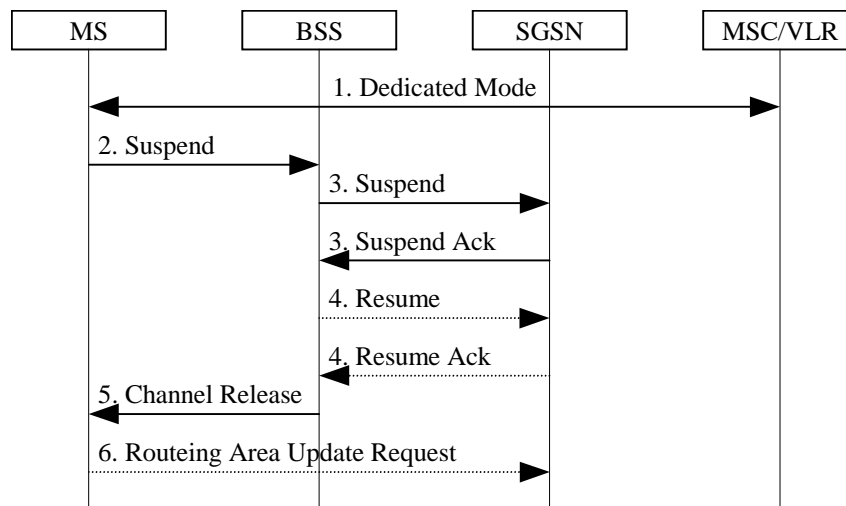 MS BSS SGSN MSC/VLR
1. Dedicated Mode
2. Suspend
3. Suspend
3. Suspend Ack
4. Resume
4. Resume Ack
5. Channel Release
6. Routeing Area Update Request